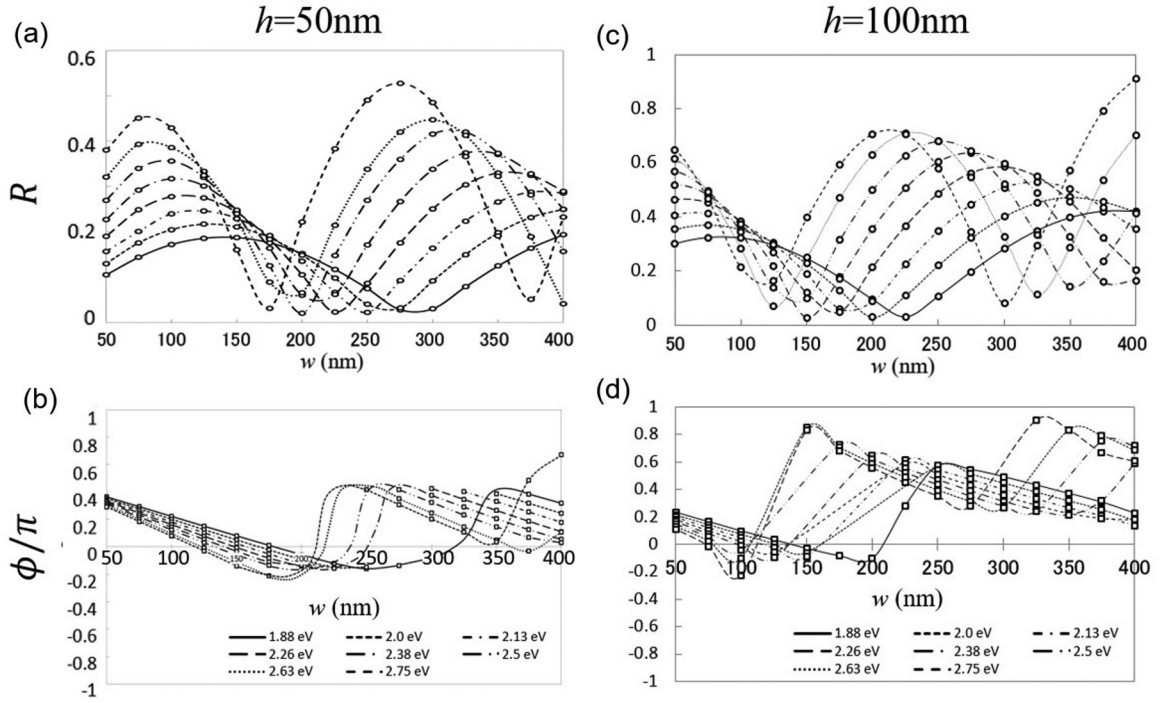 h=50nm
h=100nm
(a)
0.6
0.4
0.2
0
R
50 100 150 200 250 300 350 400
w (nm)
(c)
1
0.8
0.6
0.4
0.2
0
50 100 150 200 250 300 350 400
w (nm)
(b)
1
0.8
0.6
0.4
0.2
0
-0.2
-0.4
-0.6
-0.8
-1
ϕ/π
50 100 150 200 250 300 350 400
w (nm)
1.88 eV 2.0 eV 2.13 eV
2.26 eV 2.38 eV 2.5 eV
2.63 eV 2.75 eV
(d)
1
0.8
0.6
0.4
0.2
0
-0.2
-0.4
-0.6
-0.8
-1
50 100 150 200 250 300 350 400
w (nm)
1.88 eV 2.0 eV 2.13 eV
2.26 eV 2.38 eV 2.5 eV
2.63 eV 2.75 eV